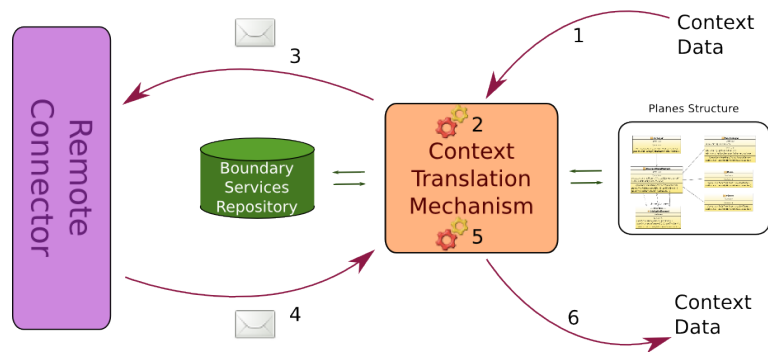 1
Context
Data
3
Remote
Connector
Planes Structure
2
Context
Translation
Mechanism
5
Boundary
Services
Repository
4
6
Context
Data